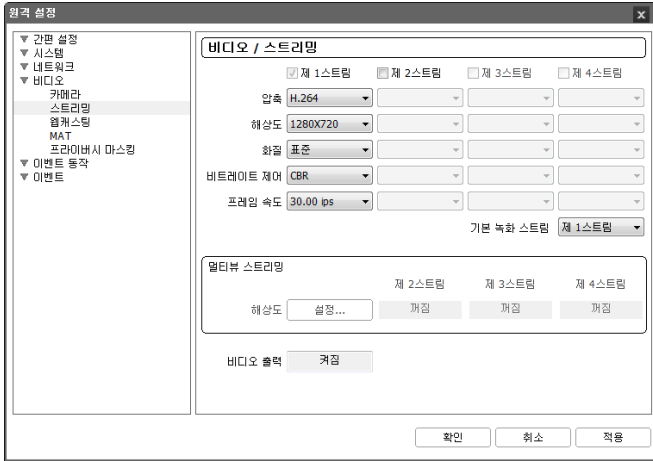 원격 설정
간편 설정
시스템
네트워크
비디오
카메라
스트리밍
웹캐스팅
MAT
프라이버시 마스킹
이벤트 동작
이벤트
비디오 / 스트리밍
제 1스트림 제 2스트림 제 3스트림 제 4스트림
압축 H.264
해상도 1280X720
화질 표준
비트레이트 제어 CBR
프레임 속도 30.00 ips
기본 녹화 스트림 제 1스트림
멀티뷰 스트리밍
제 2스트림 제 3스트림 제 4스트림
해상도 설정... 꺼짐 꺼짐 꺼짐
비디오 출력 켜짐
확인 취소 적용